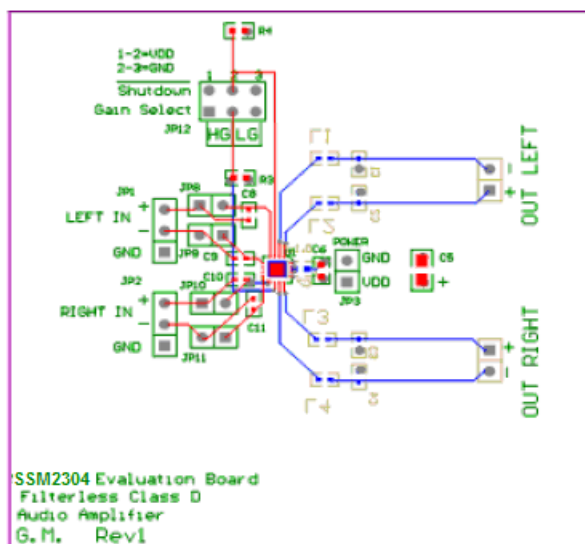 R4
1-2=VDD
2-3=GND
1 2 3
Shutdown
Gain Select
JP12
HG LG
R3
L1
OUT LEFT
-
+
L2
JP1
JP8
C8
+
LEFT IN
-
JP9
GND
C9
C10
JP2
JP10
C6
POWER
GND
VDD
JP3
C5
+
+
RIGHT IN
-
GND
JP11
C11
L3
L4
C4
OUT RIGHT
+
-
SSM2304 Evaluation Board
Filterless Class D
Audio Amplifier
G.M. Rev1